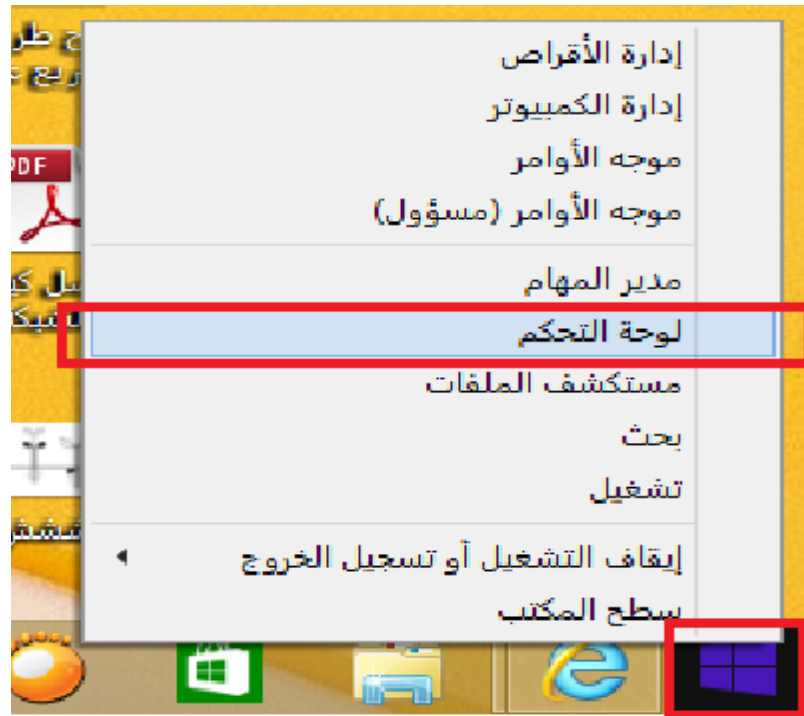 إدارة الأقراص
إدارة الكمبيوتر
موجه الأوامر
موجه الأوامر (مسؤول)
مدير المهام
لوحة التحكم
مستكشف الملفات
بحث
تشغيل
إيقاف التشغيل أو تسجيل الخروج
سطح المكتب
PDF